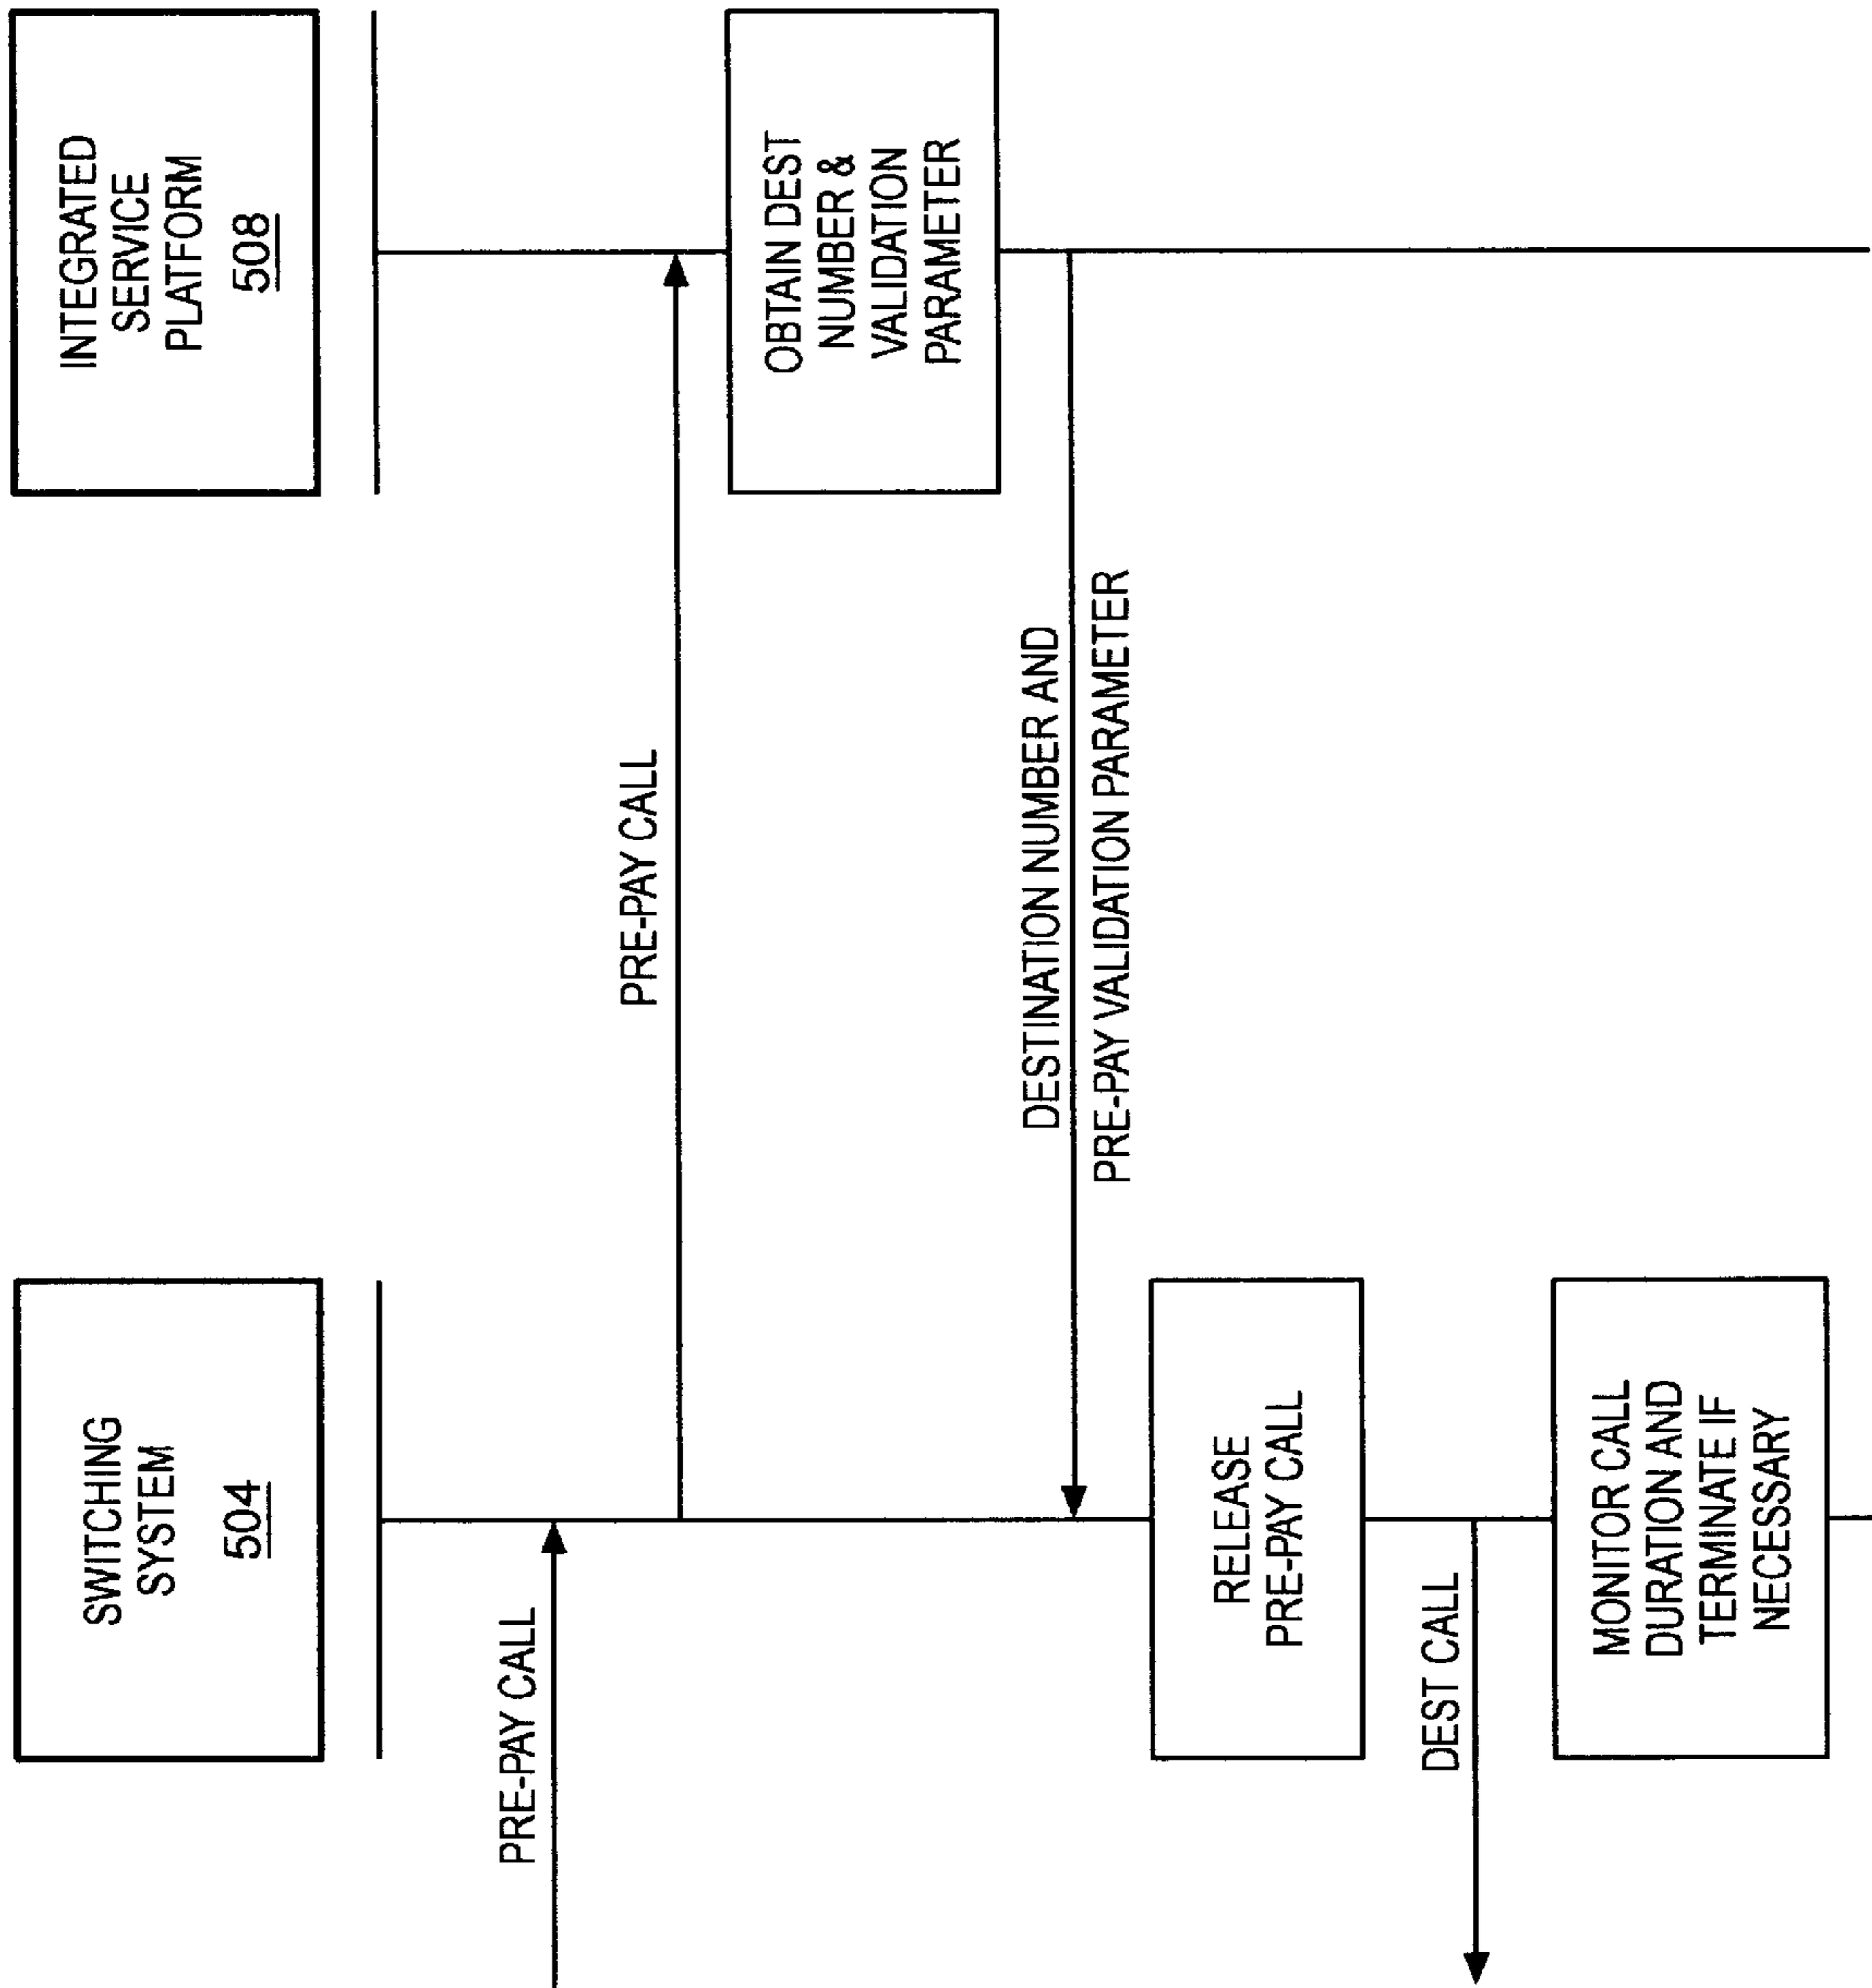 SWITCHING
SYSTEM
504
INTEGRATED
SERVICE
PLATFORM
508
PRE-PAY CALL
PRE-PAY CALL
OBTAIN DEST
NUMBER &
VALIDATION
PARAMETER
DESTINATION NUMBER AND
PRE-PAY VALIDATION PARAMETER
RELEASE
PRE-PAY CALL
DEST CALL
MONITOR CALL
DURATION AND
TERMINATE IF
NECESSARY